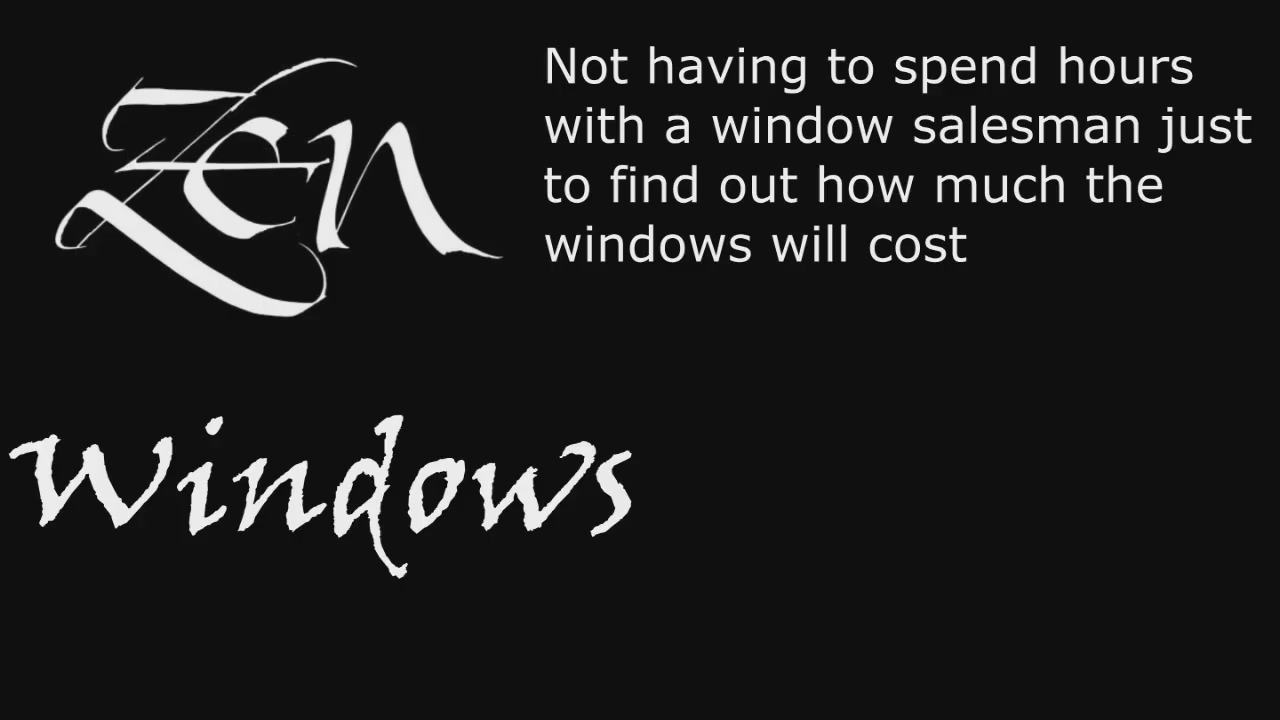 Zen
Not having to spend hours
with a window salesman just
to find out how much the
windows will cost
Windows